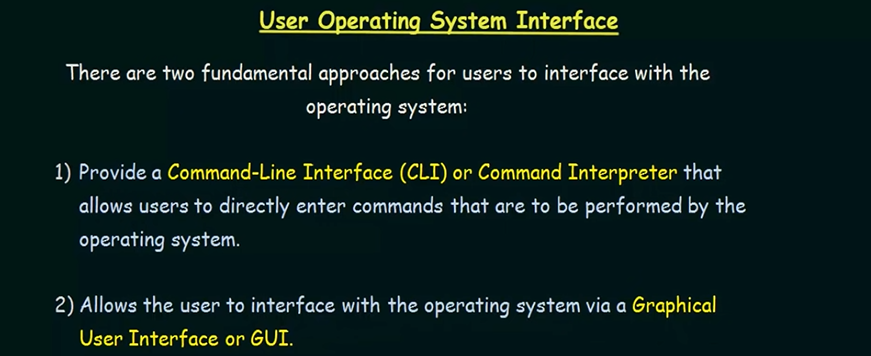 User Operating System Interface
There are two fundamental approaches for users to interface with the
operating system:
1) Provide a Command-Line Interface (CLI) or Command Interpreter that
allows users to directly enter commands that are to be performed by the
operating system.
2) Allows the user to interface with the operating system via a Graphical
User Interface or GUI.